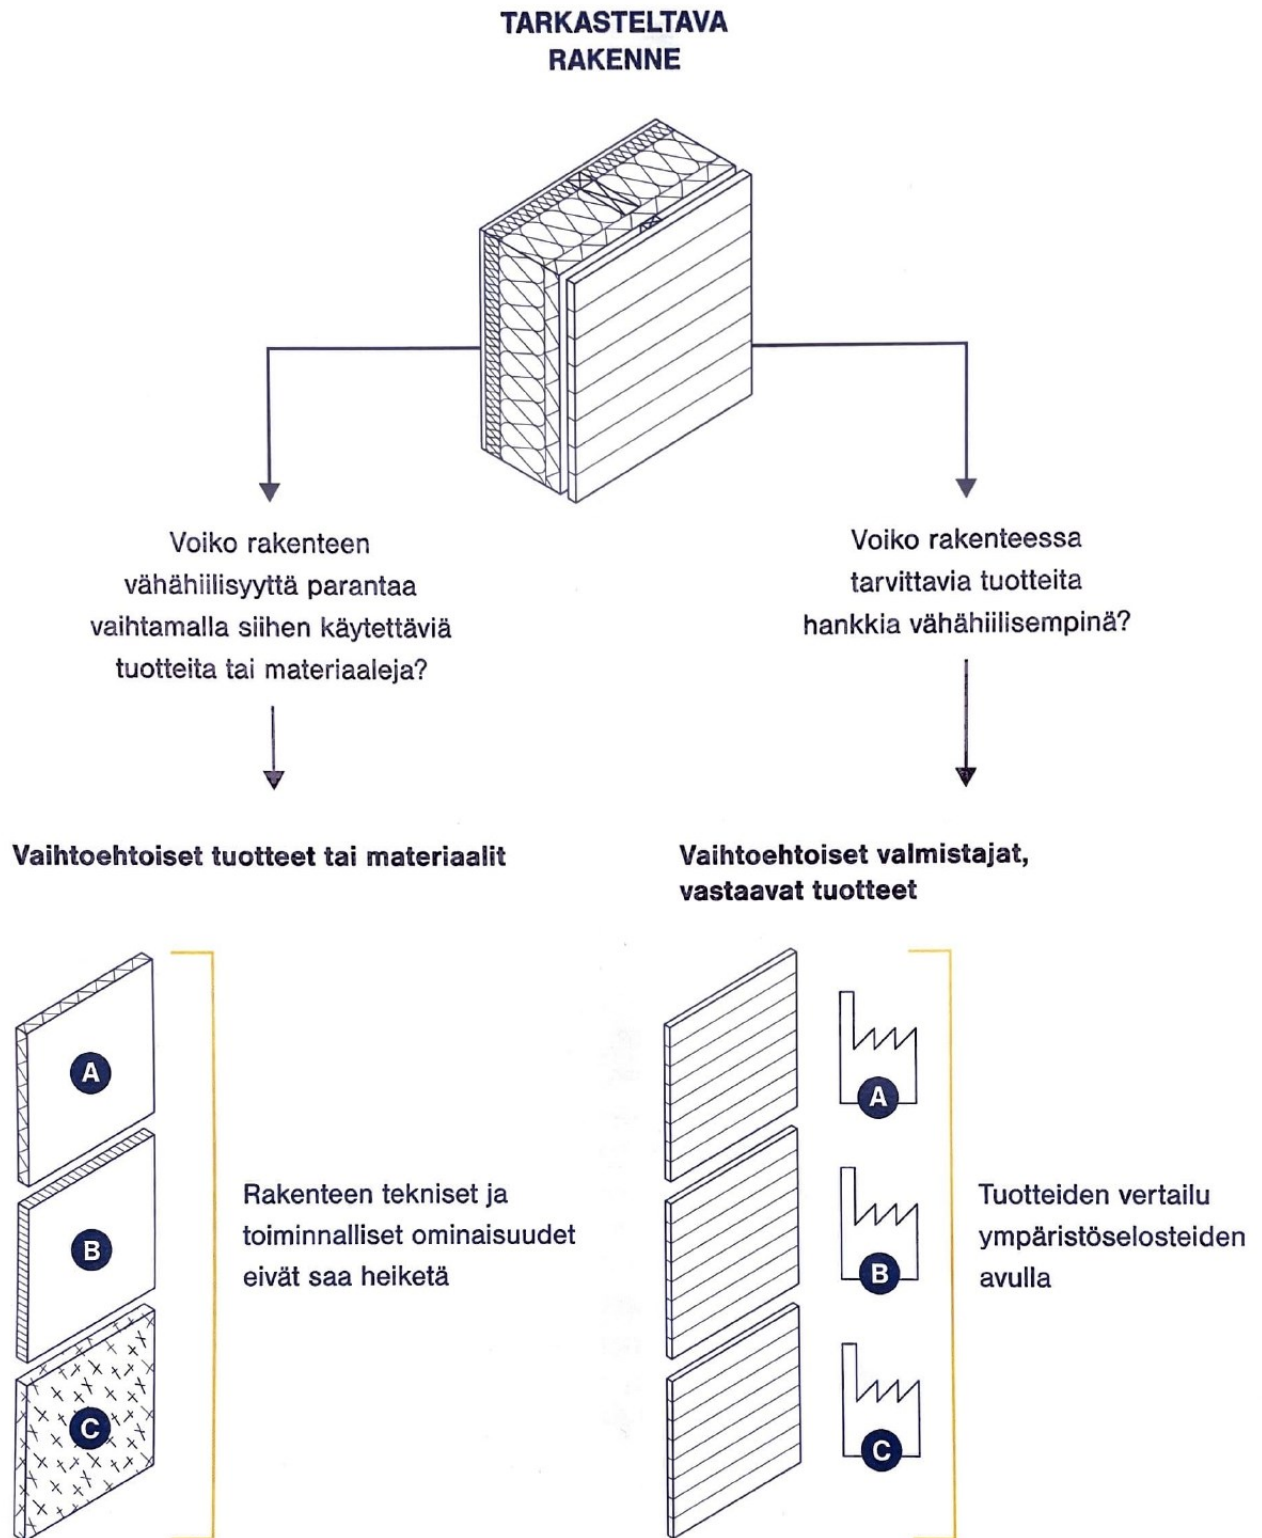 TARKASTELTAVA
RAKENNE
Voiko rakenteen
vähähiilisyyttä parantaa
vaihtamalla siihen käytettäviä
tuotteita tai materiaaleja?
Voiko rakenteessa
tarvittavia tuotteita
hankkia vähähiilisempinä?
Vaihtoehtoiset tuotteet tai materiaalit
A
B
C
Rakenteen tekniset ja
toiminnalliset ominaisuudet
eivät saa heiketä
Vaihtoehtoiset valmistajat,
vastaavat tuotteet
A
B
C
Tuotteiden vertailu
ympäristöselosteiden
avulla